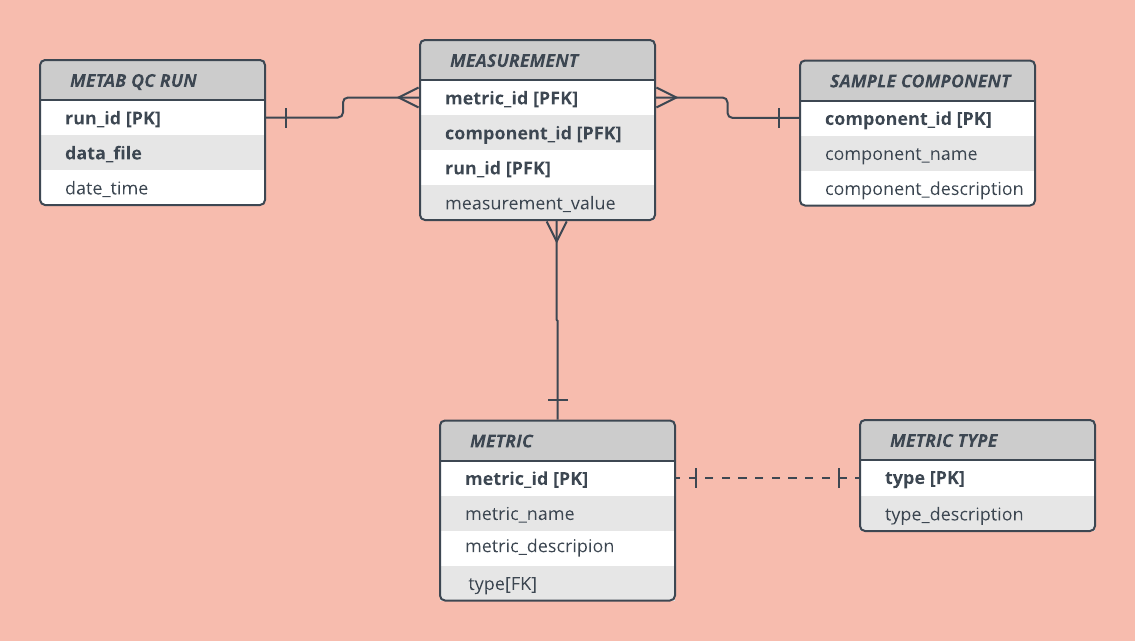 METAB QC RUN
run_id [PK]
data_file
date_time
MEASUREMENT
metric_id [PFK]
component_id [PFK]
run_id [PFK]
measurement_value
SAMPLE COMPONENT
component_id [PK]
component_name
component_description
METRIC
metric_id [PK]
metric_name
metric_descripion
type[FK]
METRIC TYPE
type [PK]
type_description